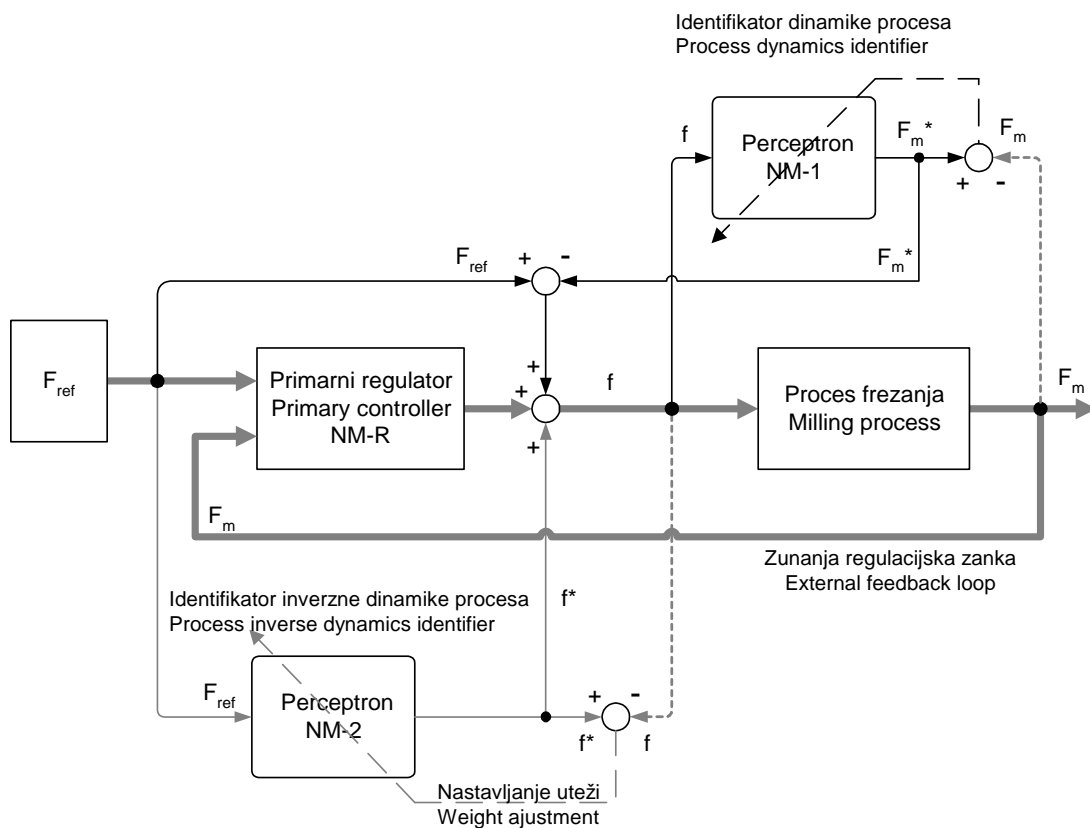 Identifikator dinamike procesa
Process dynamics identifier
f
Perceptron
NM-1
Fm*
Fm
+
-
Fref
+
-
Fm*
Fref
Primarni regulator
Primary controller
NM-R
+
+
+
f
Proces frezanja
Milling process
Fm
Fm
Zunanja regulacijska zanka
External feedback loop
Identifikator inverzne dinamike procesa
Process inverse dynamics identifier
f*
Fref
Perceptron
NM-2
+
-
f*
f
Nastavljanje uteži
Weight ajustment